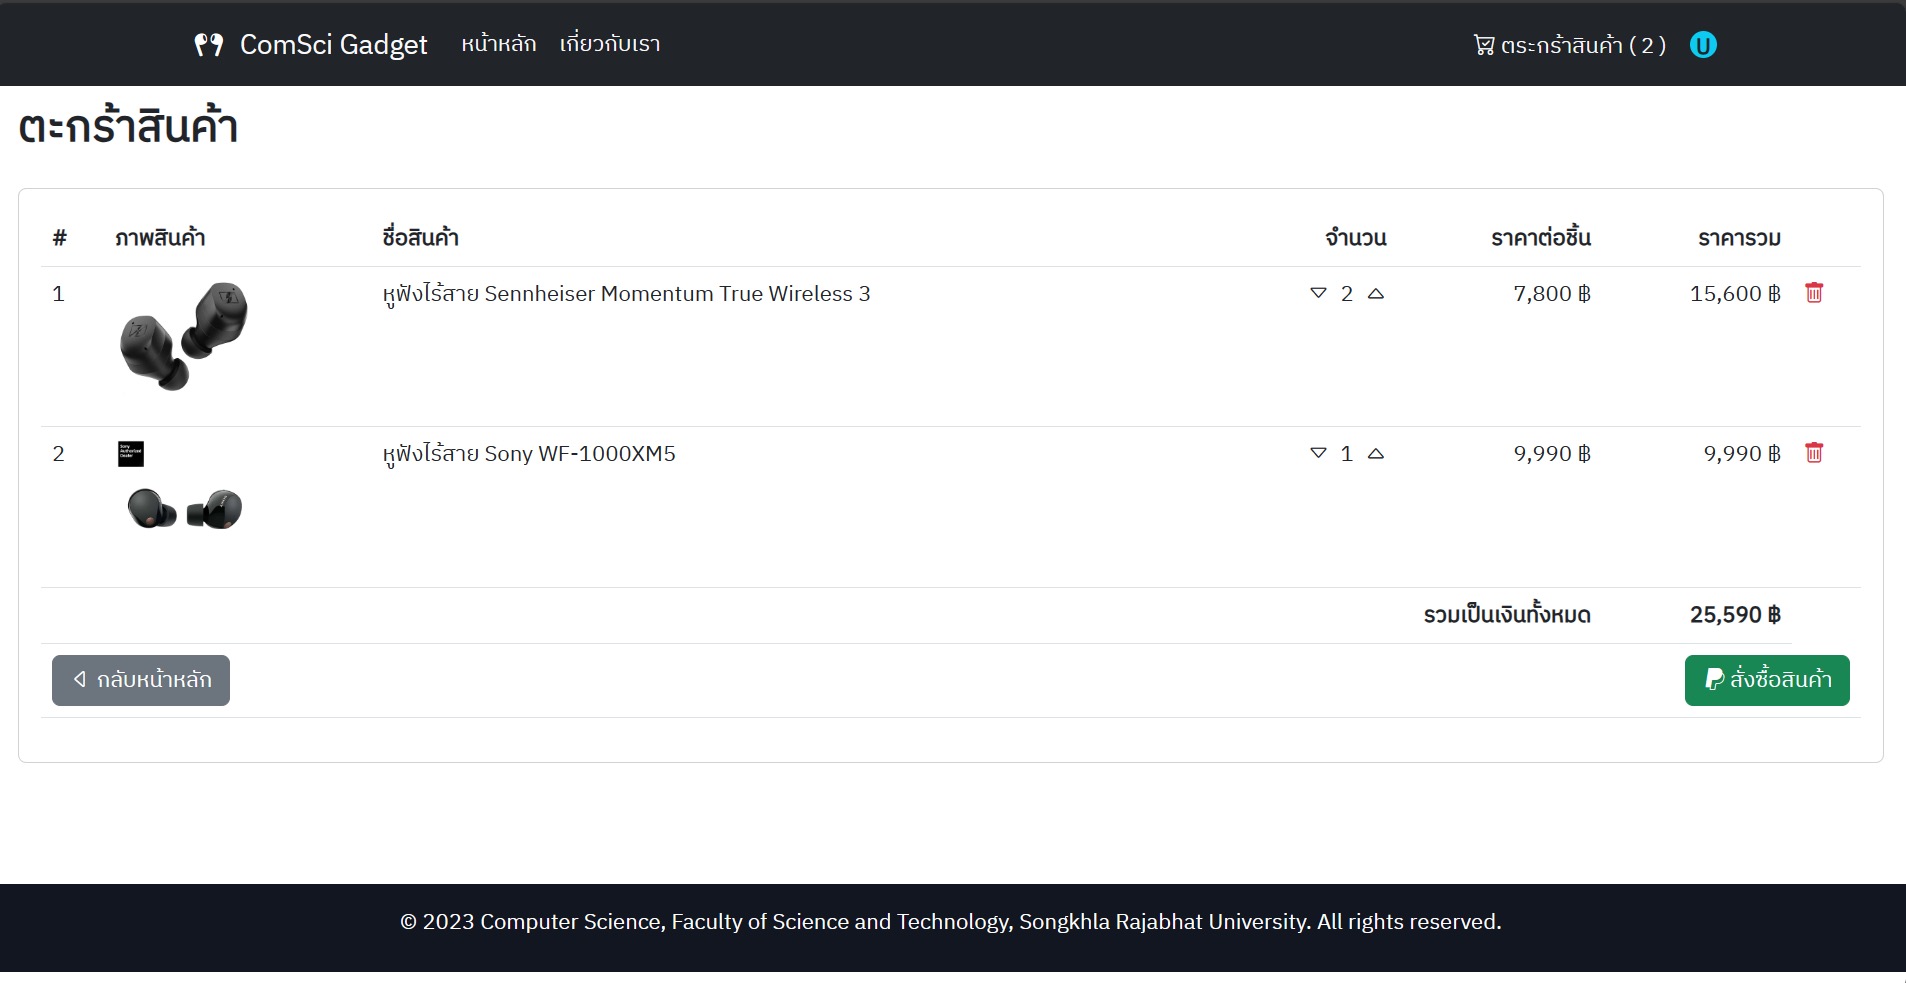 ComSci Gadget หน้าหลัก เกี่ยวกับเรา ตระกร้าสินค้า ( 2 ) U
ตะกร้าสินค้า
# ภาพสินค้า ชื่อสินค้า จำนวน ราคาต่อชิ้น ราคารวม
1 หูฟังไร้สาย Sennheiser Momentum True Wireless 3 2 7,800 ฿ 15,600 ฿
2 หูฟังไร้สาย Sony WF-1000XM5 1 9,990 ฿ 9,990 ฿
Sony
Authorized
Dealer
รวมเป็นเงินทั้งหมด 25,590 ฿
กลับหน้าหลัก สั่งซื้อสินค้า
© 2023 Computer Science, Faculty of Science and Technology, Songkhla Rajabhat University. All rights reserved.